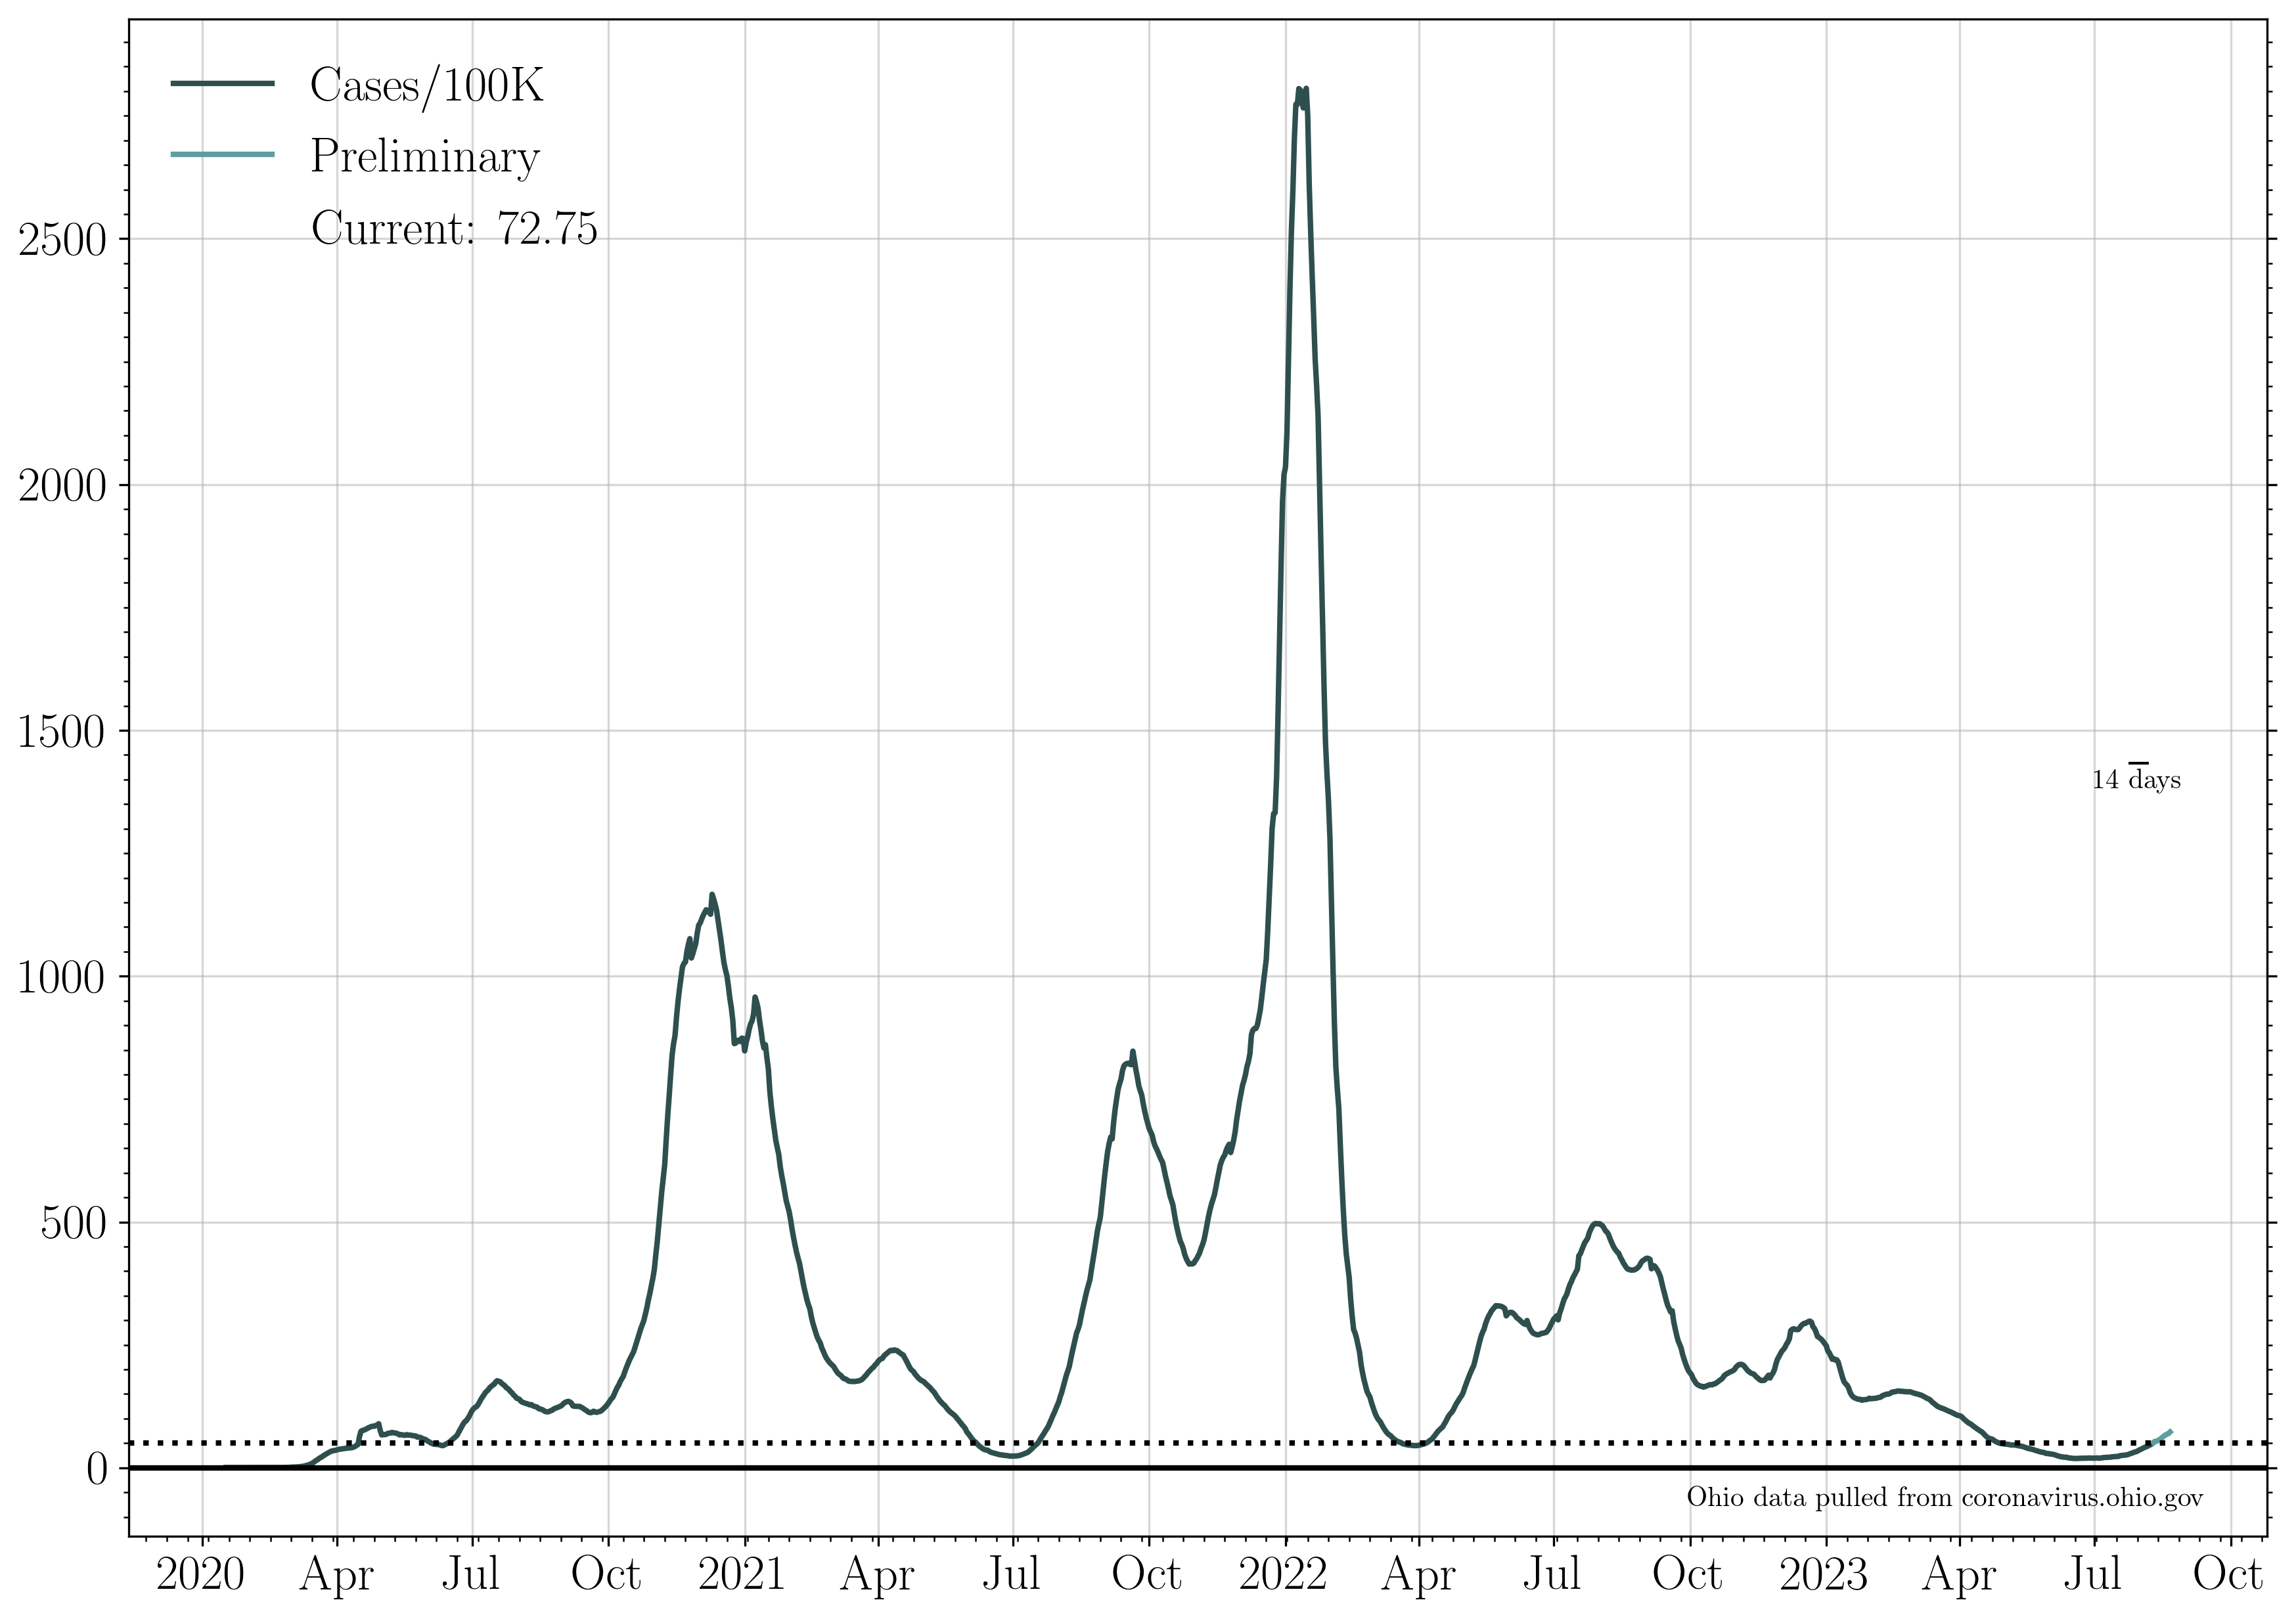 Cases/100K
Preliminary
Current: 72.75
2500
2000
1500
1000
500
0
14 days
Ohio data pulled from coronavirus.ohio.gov
2020 Apr Jul Oct 2021 Apr Jul Oct 2022 Apr Jul Oct 2023 Apr Jul Oct